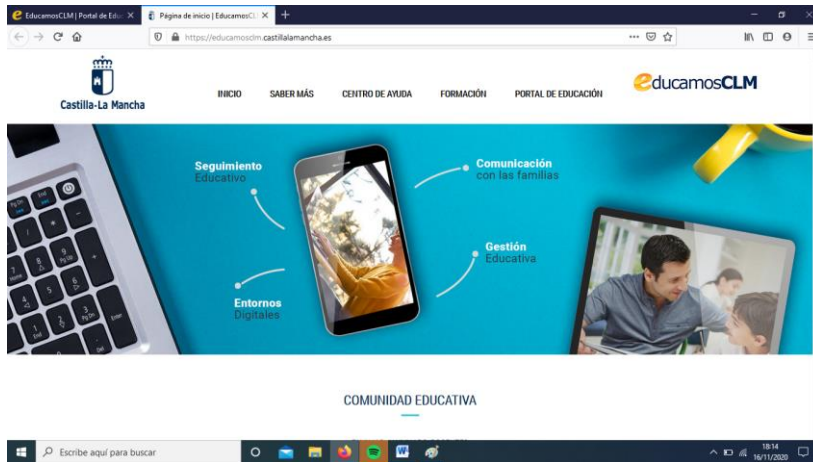 EducamosCLM | Portal de Educ
Página de inicio | EducamosCL
https://educamosclm.castillalamancha.es
Castilla-La Mancha
INICIO
SABER MÁS
CENTRO DE AYUDA
FORMACIÓN
PORTAL DE EDUCACIÓN
educamosCLM
Seguimiento
Educativo
Comunicación
con las familias
Gestión
Educativa
Entornos
Digitales
COMUNIDAD EDUCATIVA
Escribe aquí para buscar
18:14
16/11/2020